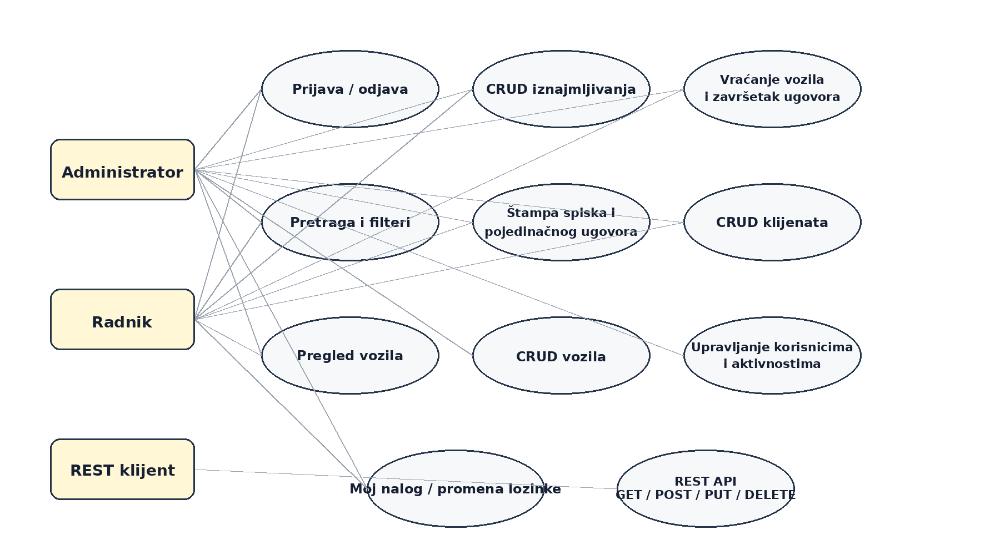 Prijava / odjava
CRUD iznajmljivanja
Vraćanje vozila
i završetak ugovora
Administrator
Pretraga i filteri
Štampa spiska i
pojedinačnog ugovora
CRUD klijenata
Radnik
Pregled vozila
CRUD vozila
Upravljanje korisnicima
i aktivnostima
REST klijent
Moj nalog / promena lozinke
REST API
GET / POST / PUT / DELETE